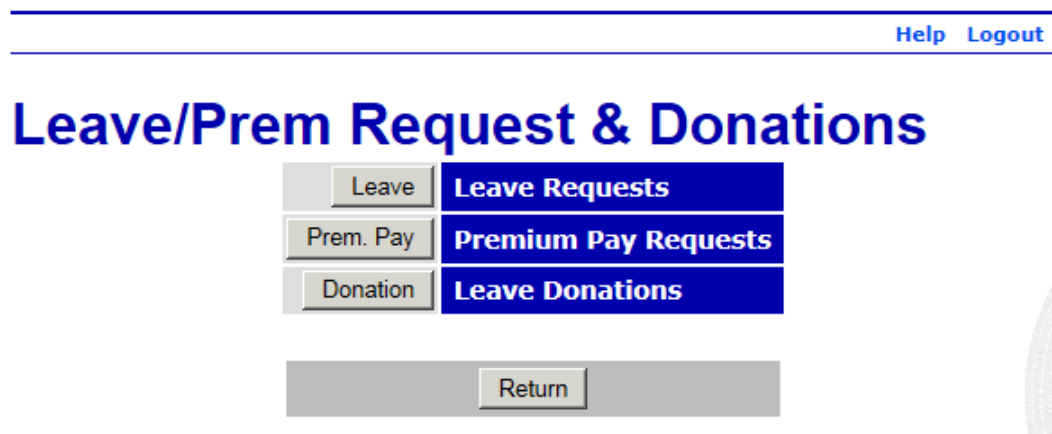 Help Logout
Leave/Prem Request & Donations
Leave Leave Requests
Prem. Pay Premium Pay Requests
Donation Leave Donations
Return